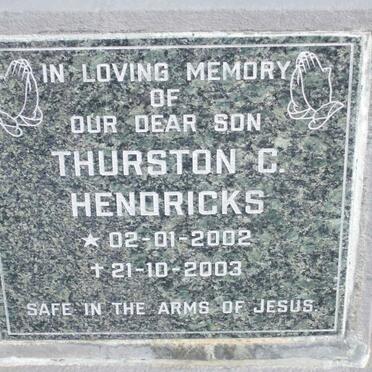 IN LOVING MEMORY
OF
OUR DEAR SON
THURSTON C.
HENDRICKS
★ 02-01-2002
✝ 21-10-2003
SAFE IN THE ARMS OF JESUS.